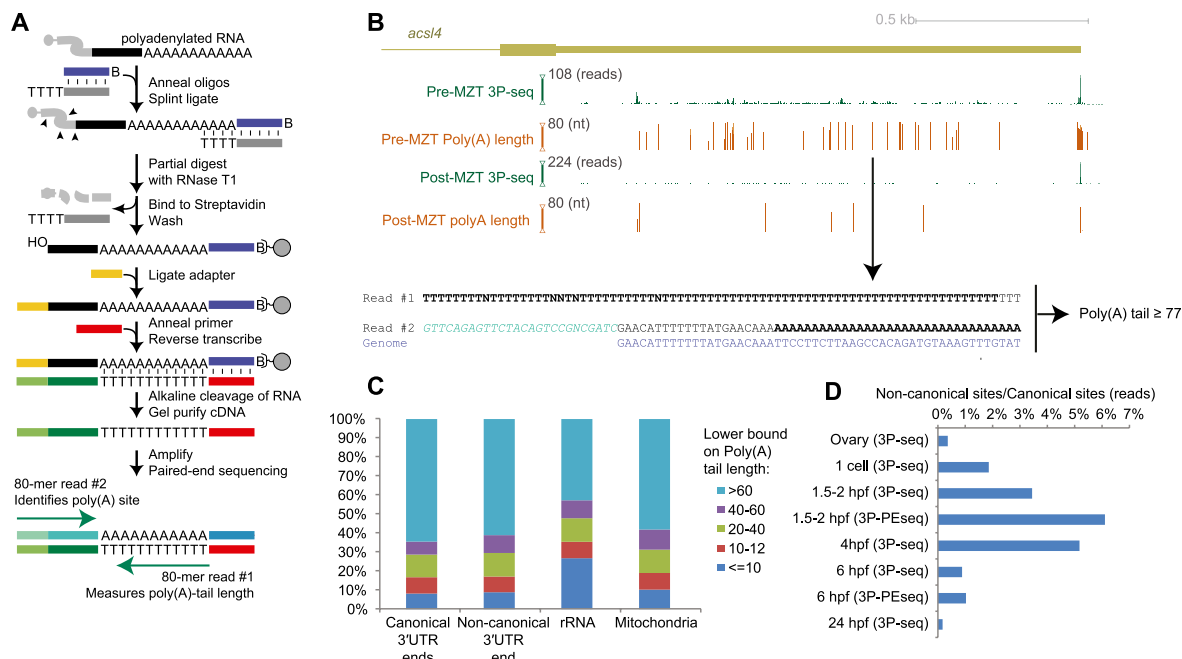 A
polyadenylated RNA
AAAAAAAAAAA
B
TTTT
Anneal oligos
Splint ligate
AAAAAAAAAAA
B
TTTT
Partial digest
with RNase T1
TTTT
Bind to Streptavidin
Wash
HO
AAAAAAAAAAA
B
Ligate adapter
AAAAAAAAAAA
B
Anneal primer
Reverse transcribe
AAAAAAAAAAA
B
TTTTTTTTTTTT
Alkaline cleavage of RNA
Gel purify cDNA
TTTTTTTTTTTT
Amplify
Paired-end sequencing
80-mer read #2
Identifies poly(A) site
AAAAAAAAAAA
TTTTTTTTTTTT
80-mer read #1
Measures poly(A)-tail length
B
0.5 kb
acsl4
108 (reads)
Pre-MZT 3P-seq
80 (nt)
Pre-MZT Poly(A) length
224 (reads)
Post-MZT 3P-seq
80 (nt)
Post-MZT polyA length
Read #1
Read #2 GTTCAGAGTTCTACAGTCCGNCGATCGAACATTTTTTTATGAACAAAAAAAAAAAAAAAAAAAAAAAAAAAAAAAAAAA
Genome GAACATTTTTTTATGAACAAATTCCTTCTTAAGCCACAGATGTAAAGTTTGTAT
Poly(A) tail ≥ 77
C
100%
90%
80%
70%
60%
50%
40%
30%
20%
10%
0%
Canonical
3'UTR
ends
Non-canonical
3'UTR
end
rRNA
Mitochondria
Lower bound
on Poly(A)
tail length:
>60
40-60
20-40
10-12
<=10
D
Non-canonical sites/Canonical sites (reads)
0% 1% 2% 3% 4% 5% 6% 7%
Ovary (3P-seq)
1 cell (3P-seq)
1.5-2 hpf (3P-seq)
1.5-2 hpf (3P-PEseq)
4hpf (3P-seq)
6 hpf (3P-seq)
6 hpf (3P-PEseq)
24 hpf (3P-seq)